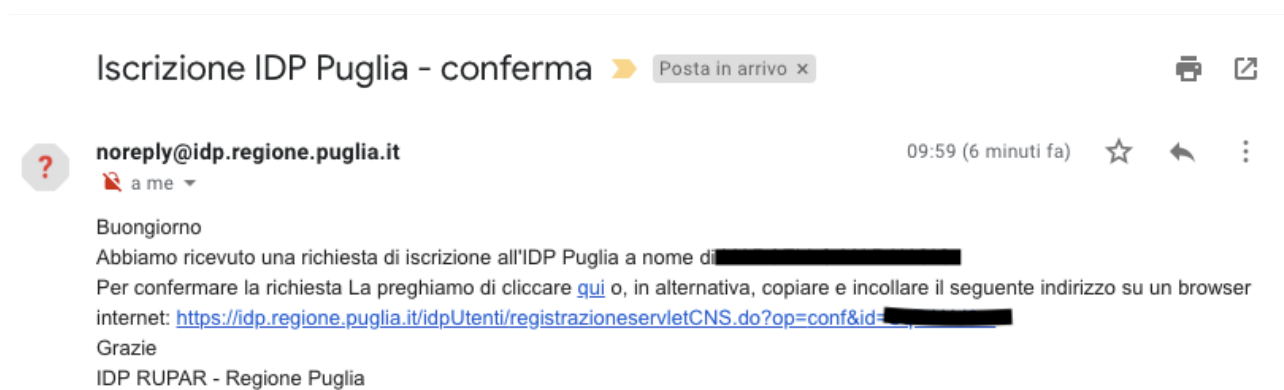 Iscrizione IDP Puglia - conferma Posta in arrivo ×
noreply@idp.regione.puglia.it 09:59 (6 minuti fa)
a me
Buongiorno
Abbiamo ricevuto una richiesta di iscrizione all'IDP Puglia a nome di
Per confermare la richiesta La preghiamo di cliccare qui o, in alternativa, copiare e incollare il seguente indirizzo su un browser
internet: https://idp.regione.puglia.it/idpUtenti/registrazioneservletCNS.do?op=conf&id=
Grazie
IDP RUPAR - Regione Puglia